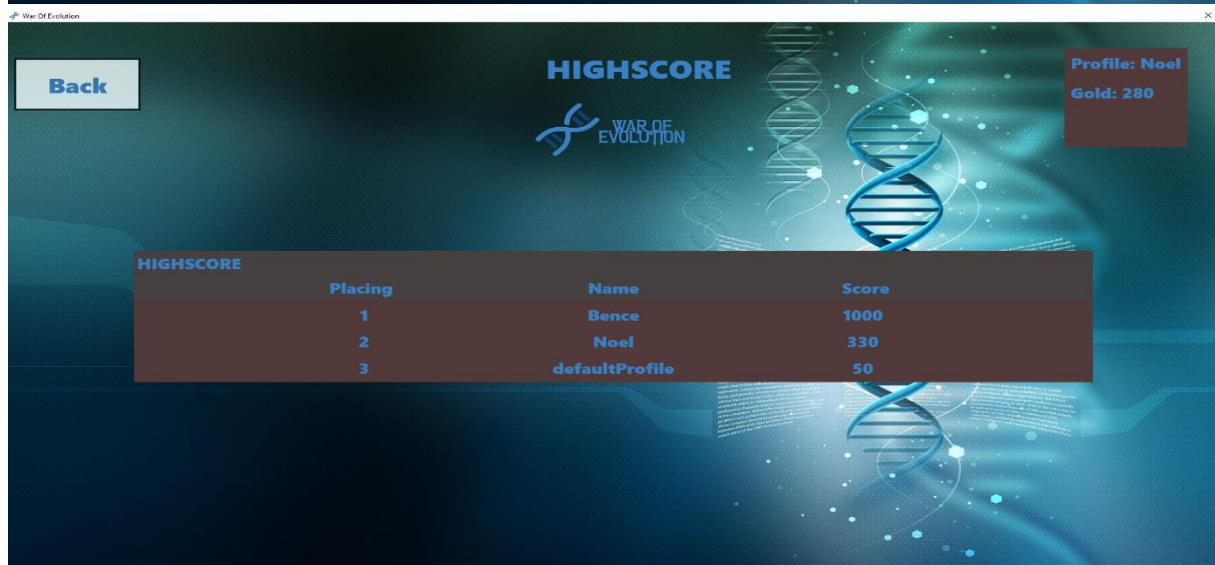 War Of Evolution
Back
HIGHSCORE
WAR OF
EVOLUTION
Profile: Noel
Gold: 280
HIGHSCORE
Placing Name Score
1 Bence 1000
2 Noel 330
3 defaultProfile 50